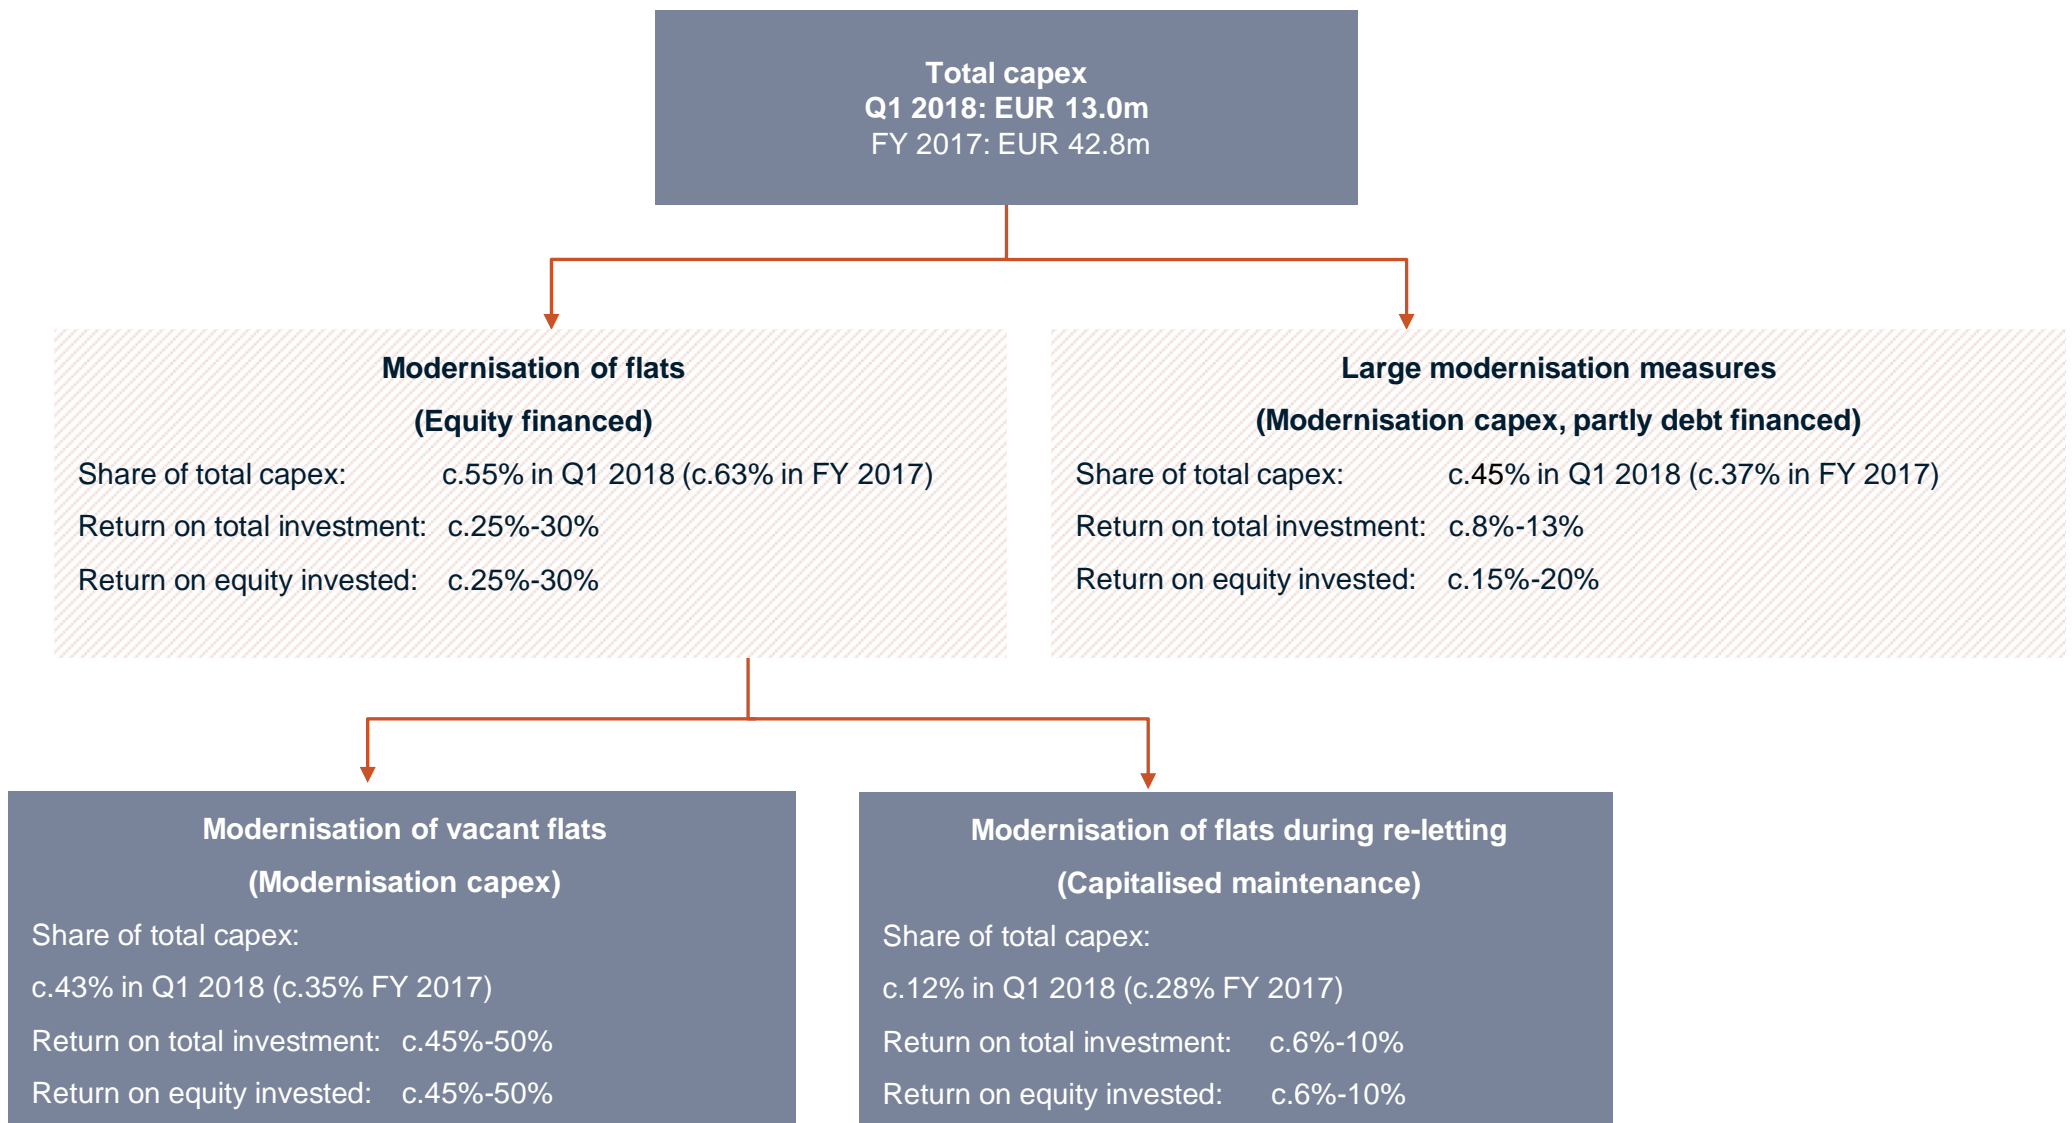 Total capex
Q1 2018: EUR 13.0m
FY 2017: EUR 42.8m
Modernisation of flats
(Equity financed)
Share of total capex: c.55% in Q1 2018 (c.63% in FY 2017)
Return on total investment: c.25%-30%
Return on equity invested: c.25%-30%
Large modernisation measures
(Modernisation capex, partly debt financed)
Share of total capex: c.45% in Q1 2018 (c.37% in FY 2017)
Return on total investment: c.8%-13%
Return on equity invested: c.15%-20%
Modernisation of vacant flats
(Modernisation capex)
Share of total capex:
c.43% in Q1 2018 (c.35% FY 2017)
Return on total investment: c.45%-50%
Return on equity invested: c.45%-50%
Modernisation of flats during re-letting
(Capitalised maintenance)
Share of total capex:
c.12% in Q1 2018 (c.28% FY 2017)
Return on total investment: c.6%-10%
Return on equity invested: c.6%-10%